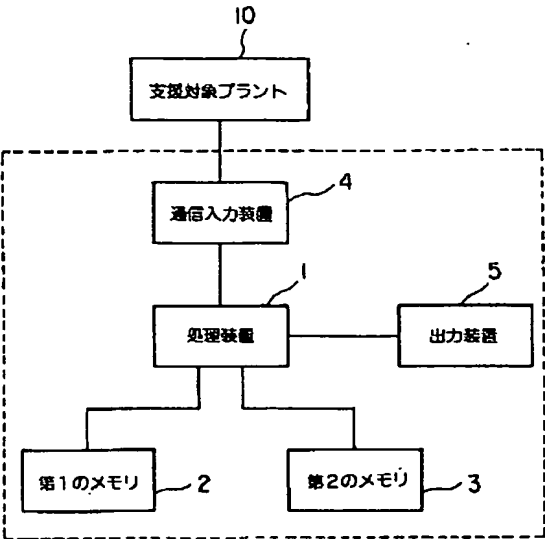 10
支援対象プラント
4
通信入力装置
1
5
処理装置
出力装置
第1のメモリ
2
第2のメモリ
3